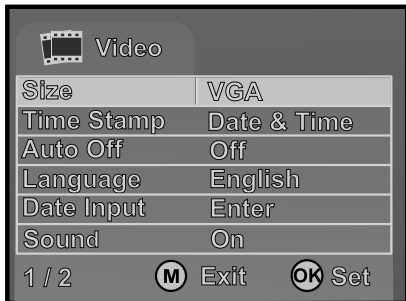 Video
Size VGA
Time Stamp Date & Time
Auto Off Off
Language English
Date Input Enter
Sound On
1 / 2 M Exit OK Set